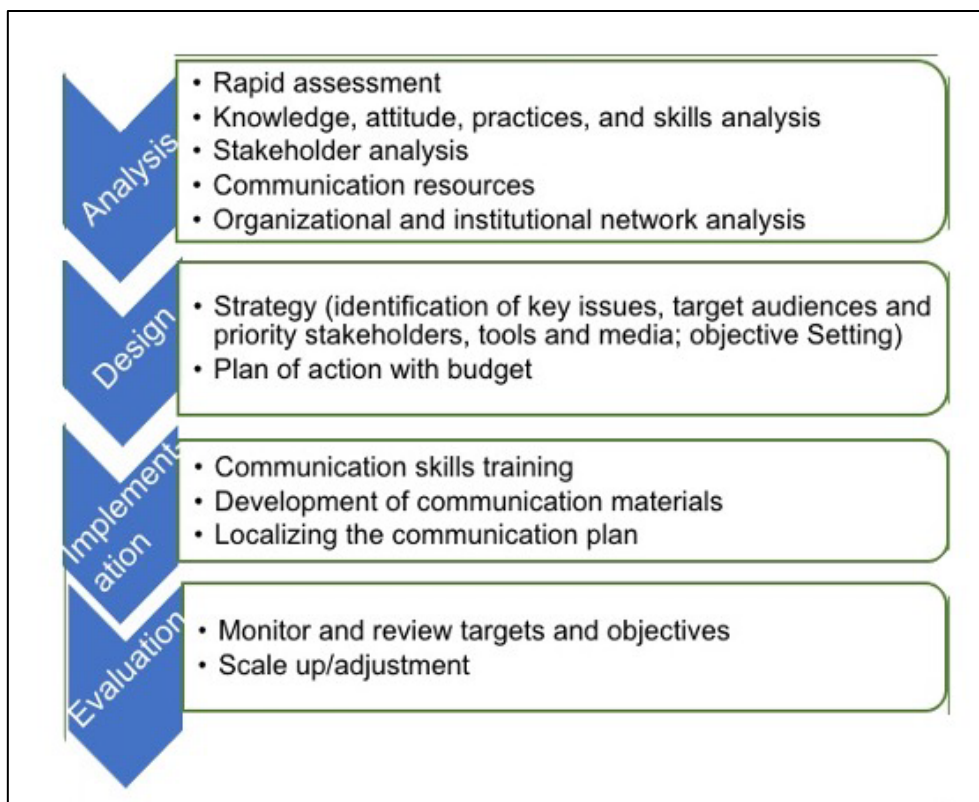 Analysis
• Rapid assessment
• Knowledge, attitude, practices, and skills analysis
• Stakeholder analysis
• Communication resources
• Organizational and institutional network analysis
Design
• Strategy (identification of key issues, target audiences and
priority stakeholders, tools and media; objective Setting)
• Plan of action with budget
Implement-
ation
• Communication skills training
• Development of communication materials
• Localizing the communication plan
Evaluation
• Monitor and review targets and objectives
• Scale up/adjustment